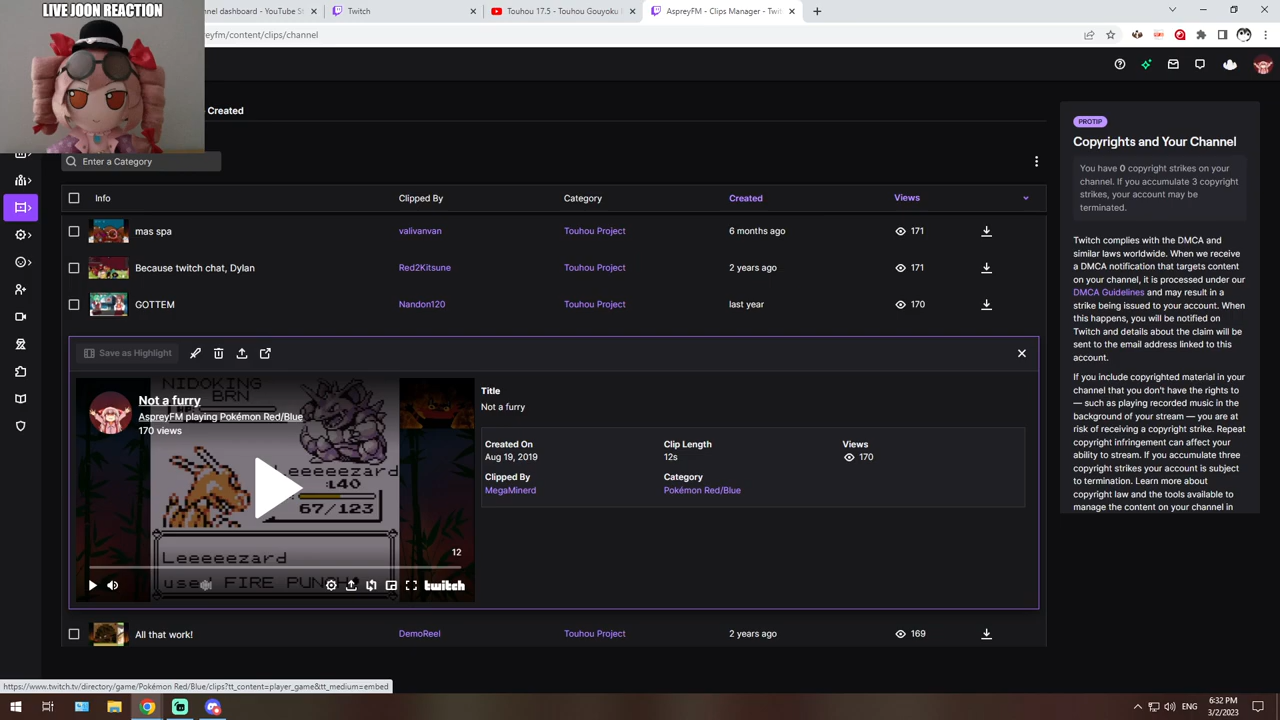 LIVE JOON REACTION
nnel dashboard - YouTube St
Twitch
Touhou 17.5 - Touhou Gouyoku I
AspreyFM - Clips Manager - Twit
eyfm/content/clips/channel
Created
Enter a Category
Info
Clipped By
Category
Created
Views
mas spa
valivanvan
Touhou Project
6 months ago
171
Because twitch chat, Dylan
Red2Kitsune
Touhou Project
2 years ago
171
GOTTEM
Nandon120
Touhou Project
last year
170
Save as Highlight
NIDOKING
BRN
Not a furry
AspreyFM playing Pokémon Red/Blue
170 views
Leeeeezard
:L40
67/123
Leeeeezard
used FIRE PUNCH!
12
twitch
Title
Not a furry
Created On
Clip Length
Views
Aug 19, 2019
12s
170
Clipped By
Category
MegaMinerd
Pokémon Red/Blue
All that work!
DemoReel
Touhou Project
2 years ago
169
PROTIP
Copyrights and Your Channel
You have 0 copyright strikes on
your channel. If you accumulate 3 copyright
strikes, your account may be
terminated.
Twitch complies with the DMCA and
similar laws worldwide. When we receive
a DMCA notification that targets content
on your channel, it is processed under our
DMCA Guidelines and may result in a
strike being issued to your account. When
this happens, you will be notified on
Twitch and details about the claim will be
sent to the email address linked to this
account.
If you include copyrighted material in your
channel that you don't have the rights to
— such as playing recorded music in the
background of your stream — you are at
risk of receiving a copyright strike. Repeat
copyright infringement can affect your
ability to stream. If you accumulate three
copyright strikes your account is subject
to termination. Learn more about
copyright law and the tools available to
manage the content on your channel in
https://www.twitch.tv/directory/game/Pokémon Red/Blue/clips?tt_content=player_game&tt_medium=embed
ENG
6:32 PM
3/2/2023